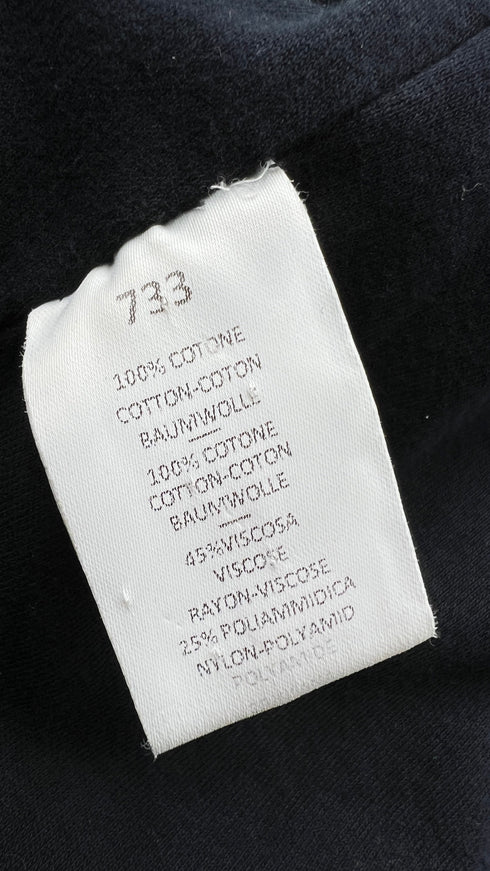 733
100% COTONE
COTTON-COTON
BAUMWOLLE
100% COTONE
COTTON-COTON
BAUMWOLLE
45%VISCOSA
VISCOSE
RAYON-VISCOSE
25% POLIAMMIDICA
NYLON-POLYAMID
POLYAMIDE